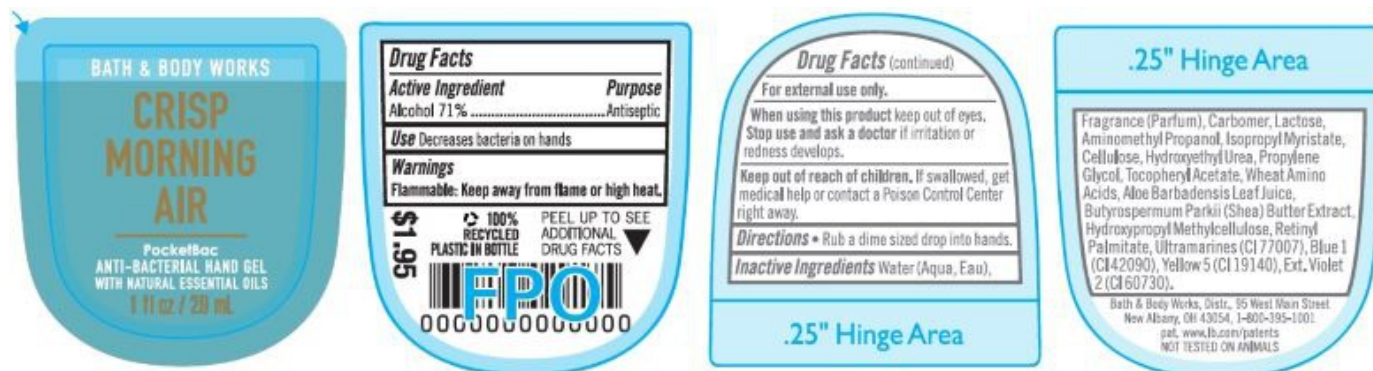 BATH & BODY WORKS
CRISP
MORNING
AIR
PocketBac
ANTI-BACTERIAL HAND GEL
WITH NATURAL ESSENTIAL OILS
1 fl oz / 29 mL
Drug Facts
Active Ingredient Purpose
Alcohol 71% ........................................ Antiseptic
Use Decreases bacteria on hands
Warnings
Flammable: Keep away from flame or high heat.
$1.95
100%
RECYCLED
PLASTIC IN BOTTLE
PEEL UP TO SEE
ADDITIONAL
DRUG FACTS
FPO
00000000000000
Drug Facts (continued)
For external use only.
When using this product keep out of eyes.
Stop use and ask a doctor if irritation or
redness develops.
Keep out of reach of children. If swallowed, get
medical help or contact a Poison Control Center
right away.
Directions • Rub a dime sized drop into hands.
Inactive Ingredients Water (Aqua, Eau),
.25" Hinge Area
.25" Hinge Area
Fragrance (Parfum), Carbomer, Lactose,
Aminomethyl Propanol, Isopropyl Myristate,
Cellulose, Hydroxyethyl Urea, Propylene
Glycol, Tocopheryl Acetate, Wheat Amino
Acids, Aloe Barbadensis Leaf Juice,
Butyrospermum Parkii (Shea) Butter Extract,
Hydroxypropyl Methylcellulose, Retinyl
Palmitate, Ultramarines (CI 77007), Blue 1
(CI 42090), Yellow 5 (CI 19140), Ext. Violet
2 (CI 60730).
Bath & Body Works, Distr., 95 West Main Street
New Albany, OH 43054, 1-800-395-1001
pat. www.lb.com/patents
NOT TESTED ON ANIMALS